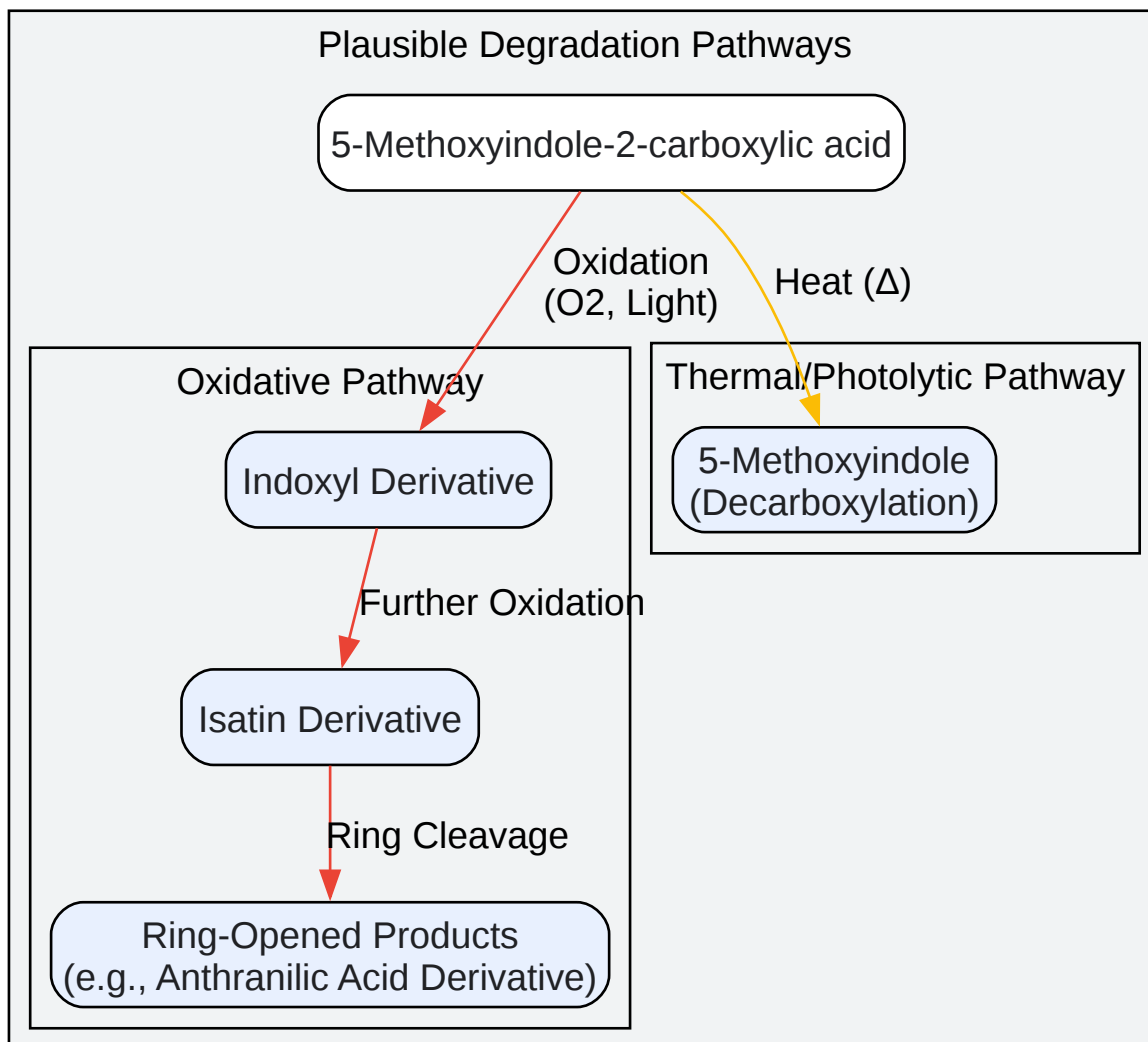 Plausible Degradation Pathways
5-Methoxyindole-2-carboxylic acid
Oxidation
(O2, Light)
Heat (Δ)
Oxidative Pathway
Thermal/Photolytic Pathway
Indoxyl Derivative
5-Methoxyindole
(Decarboxylation)
Further Oxidation
Isatin Derivative
Ring Cleavage
Ring-Opened Products
(e.g., Anthranilic Acid Derivative)